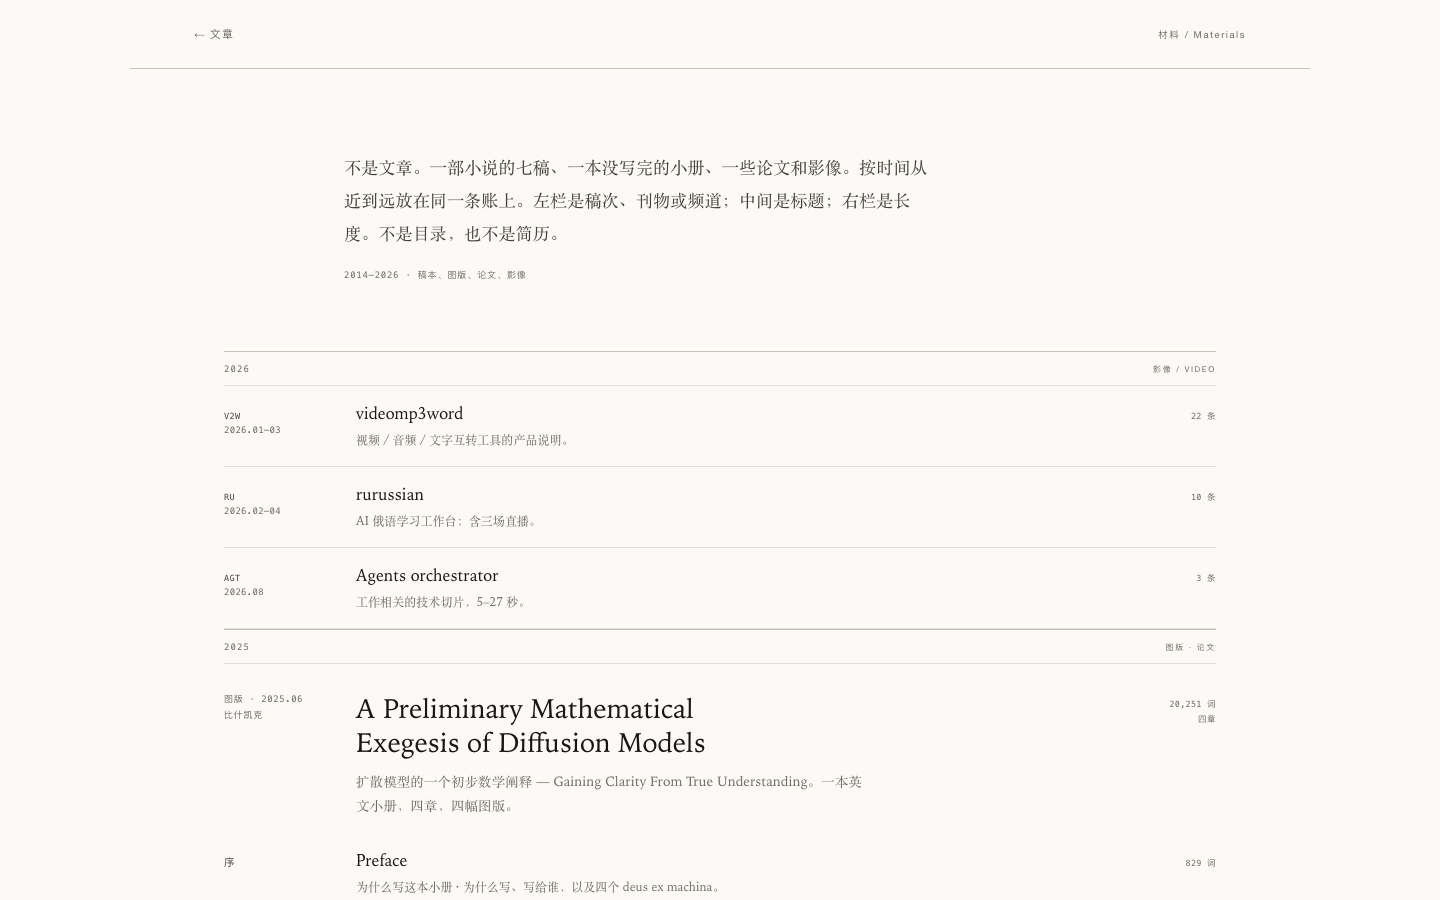 ← 文章
材料 / Materials
不是文章。一部小说的七稿、一本没写完的小册、一些论文和影像。按时间从
近到远放在同一条账上。左栏是稿次、刊物或频道；中间是标题；右栏是长
度。不是目录，也不是简历。
2014—2026 · 稿本、图版、论文、影像
2026
影像 / VIDEO
V2W
2026.01—03
videomp3word
视频 / 音频 / 文字互转工具的产品说明。
22 条
RU
2026.02—04
rurussian
AI 俄语学习工作台；含三场直播。
10 条
AGT
2026.08
Agents orchestrator
工作相关的技术切片，5–27 秒。
3 条
2025
图版 · 论文
图版 · 2025.06
比什凯克
A Preliminary Mathematical
Exegesis of Diffusion Models
扩散模型的一个初步数学阐释 — Gaining Clarity From True Understanding。一本英
文小册，四章，四幅图版。
20,251 词
四章
序
Preface
为什么写这本小册 · 为什么写、写给谁，以及四个 deus ex machina。
829 词